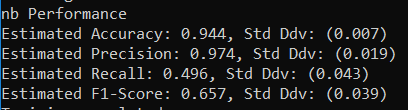 nb Performance
Estimated Accuracy: 0.944, Std Ddv: (0.007)
Estimated Precision: 0.974, Std Ddv: (0.019)
Estimated Recall: 0.496, Std Ddv: (0.043)
Estimated F1-Score: 0.657, Std Ddv: (0.039)